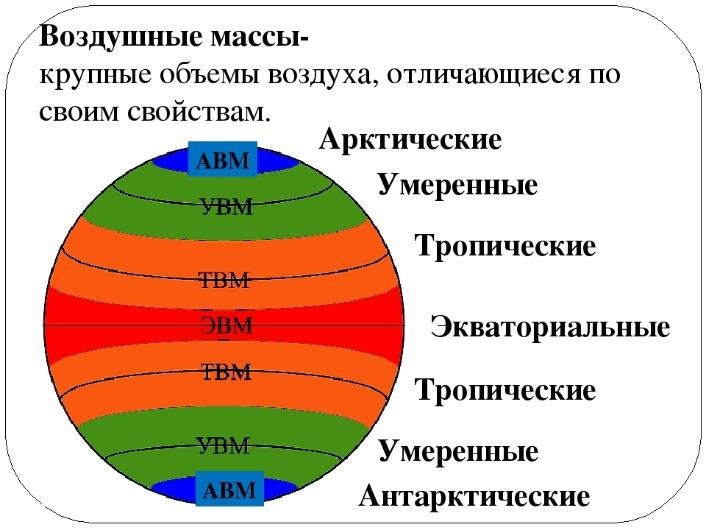 Воздушные массы-
крупные объемы воздуха, отличающиеся по
своим свойствам.
Арктические
АВМ
Умеренные
УВМ
Тропические
ТВМ
ЭВМ
Экваториальные
ТВМ
Тропические
УВМ
Умеренные
АВМ
Антарктические